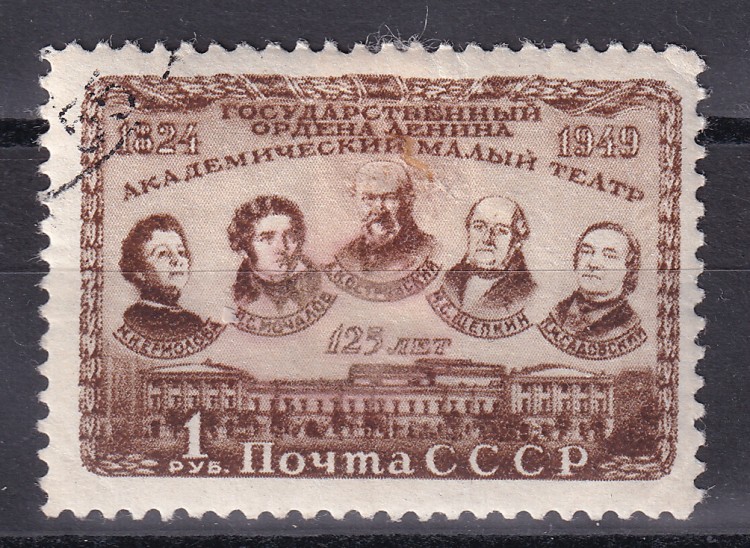 ГОСУДАРСТВЕННЫЙ
ОРДЕНА ЛЕНИНА
1824 1949
АКАДЕМИЧЕСКИЙ МАЛЫЙ ТЕАТР
М.Н.ЕРМОЛОВА
П.С.МОЧАЛОВ
А.Н.ОСТРОВСКИЙ
М.С.ЩЕПКИН
П.М.САДОВСКИЙ
125 ЛЕТ
1 РУБ. Почта СССР